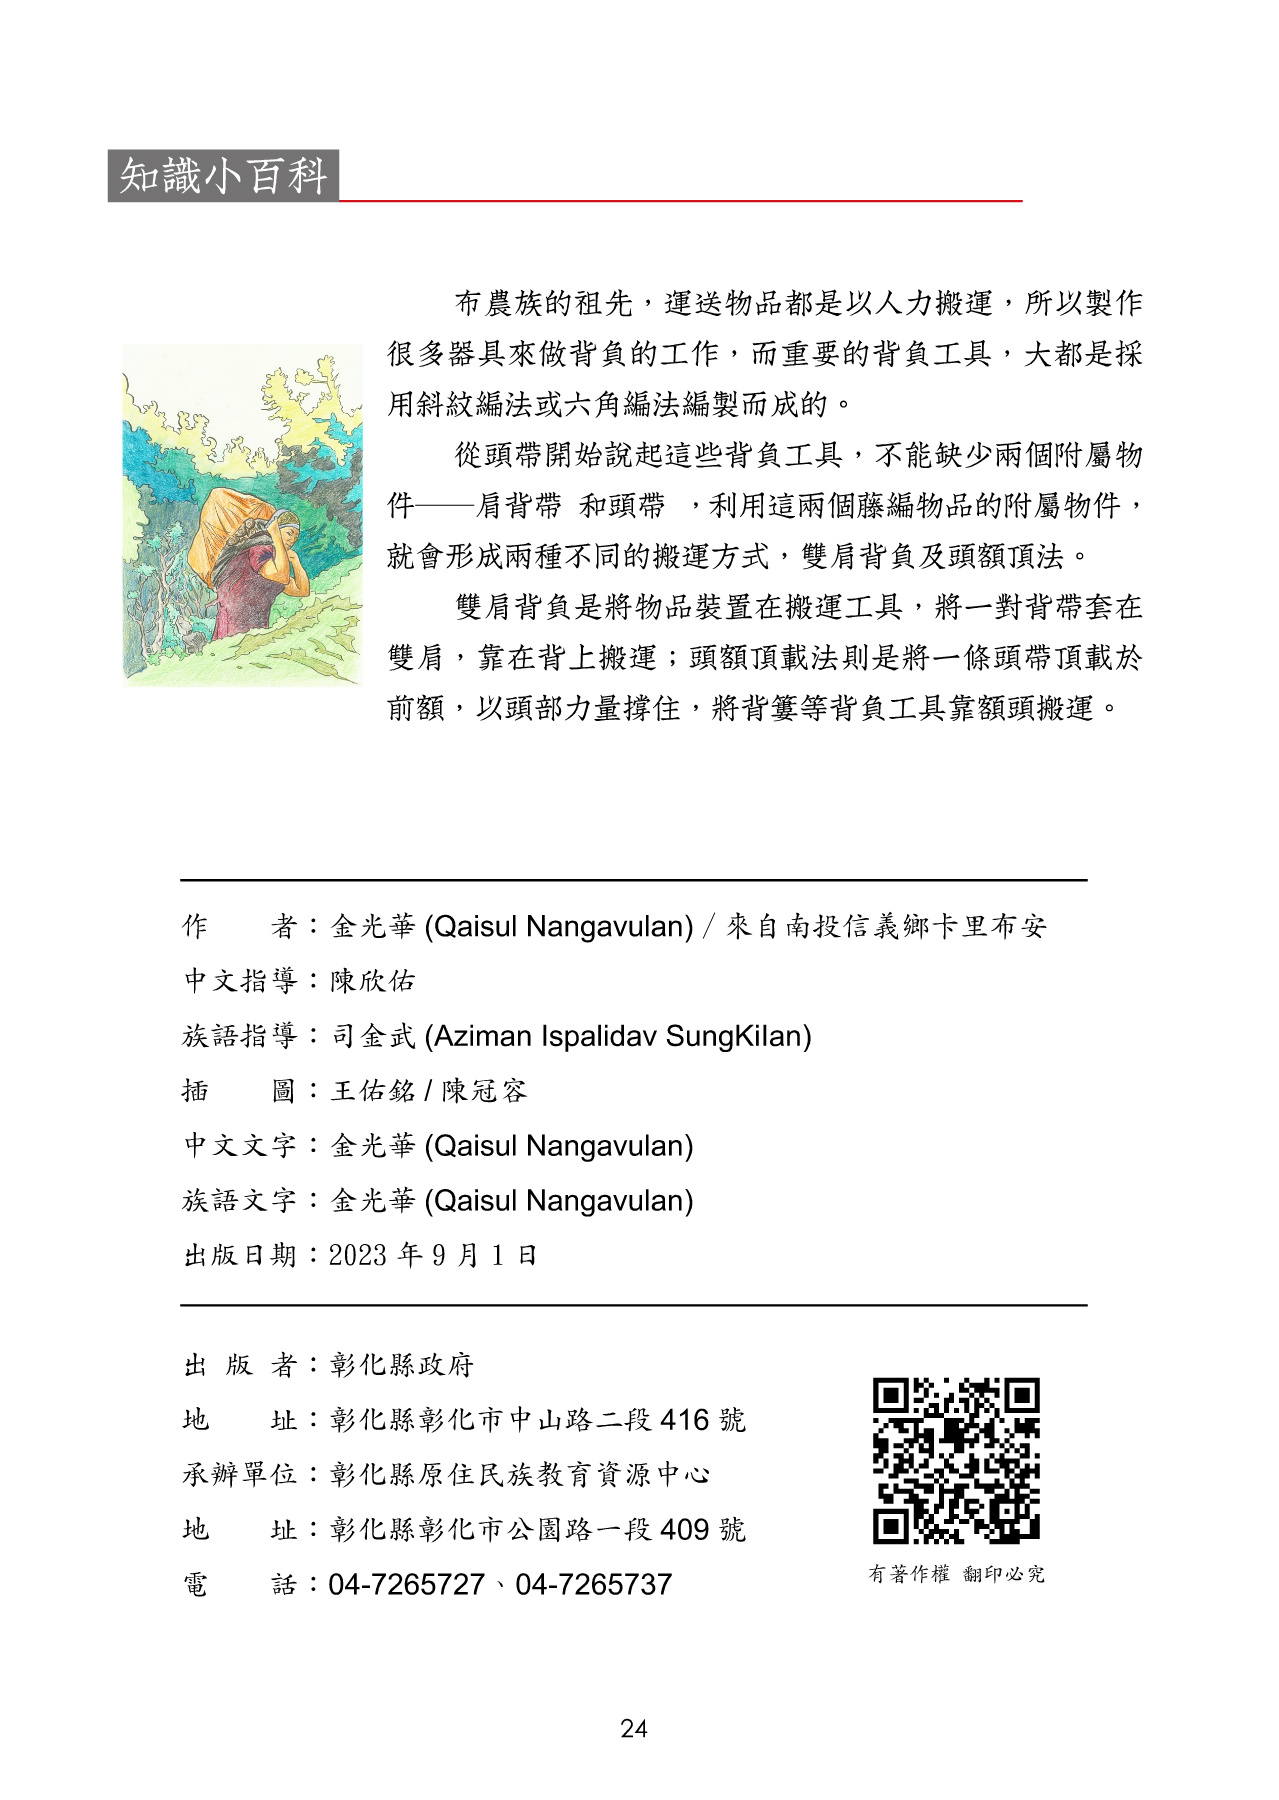 知識小百科
布農族的祖先，運送物品都是以人力搬運，所以製作
很多器具來做背負的工作，而重要的背負工具，大都是採
用斜紋編法或六角編法編製而成的。
從頭帶開始說起這些背負工具，不能缺少兩個附屬物
件——肩背帶 和頭帶 ，利用這兩個藤編物品的附屬物件，
就會形成兩種不同的搬運方式，雙肩背負及頭額頂法。
雙肩背負是將物品裝置在搬運工具，將一對背帶套在
雙肩，靠在背上搬運；頭額頂載法則是將一條頭帶頂載於
前額，以頭部力量撐住，將背簍等背負工具靠額頭搬運。
作　　者：金光華 (Qaisul Nangavulan) / 來自南投信義鄉卡里布安
中文指導：陳欣佑
族語指導：司金武 (Aziman Ispalidav SungKilan)
插　　圖：王佑銘 / 陳冠容
中文文字：金光華 (Qaisul Nangavulan)
族語文字：金光華 (Qaisul Nangavulan)
出版日期：2023 年 9 月 1 日
出 版 者：彰化縣政府
地　　址：彰化縣彰化市中山路二段 416 號
承辦單位：彰化縣原住民族教育資源中心
地　　址：彰化縣彰化市公園路一段 409 號
電　　話：04-7265727、04-7265737
有著作權 翻印必究
24